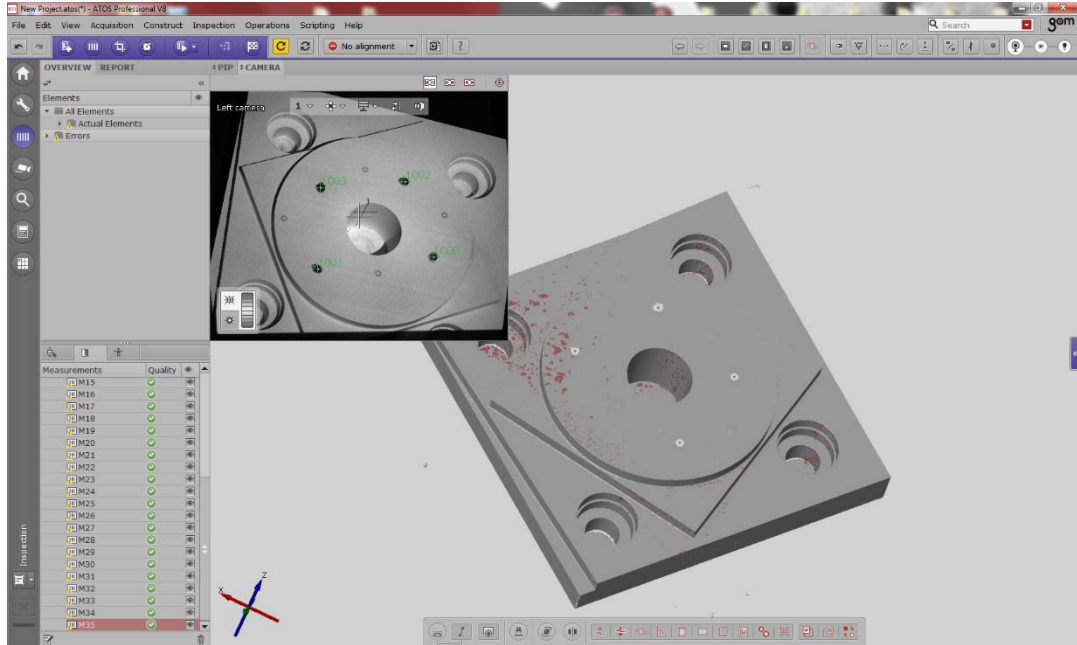 New Project.atos(*) - ATOS Professional V8
File Edit View Acquisition Construct Inspection Operations Scripting Help
Search
gom
No alignment
?
OVERVIEW REPORT
PIP CAMERA
Elements
All Elements
Actual Elements
Errors
Left camera
1
1003
1002
1001
1000
Measurements Quality
M15
M16
M17
M18
M19
M20
M21
M22
M23
M24
M25
M26
M27
M28
M29
M30
M31
M32
M33
M34
M35
Inspection
X
Z